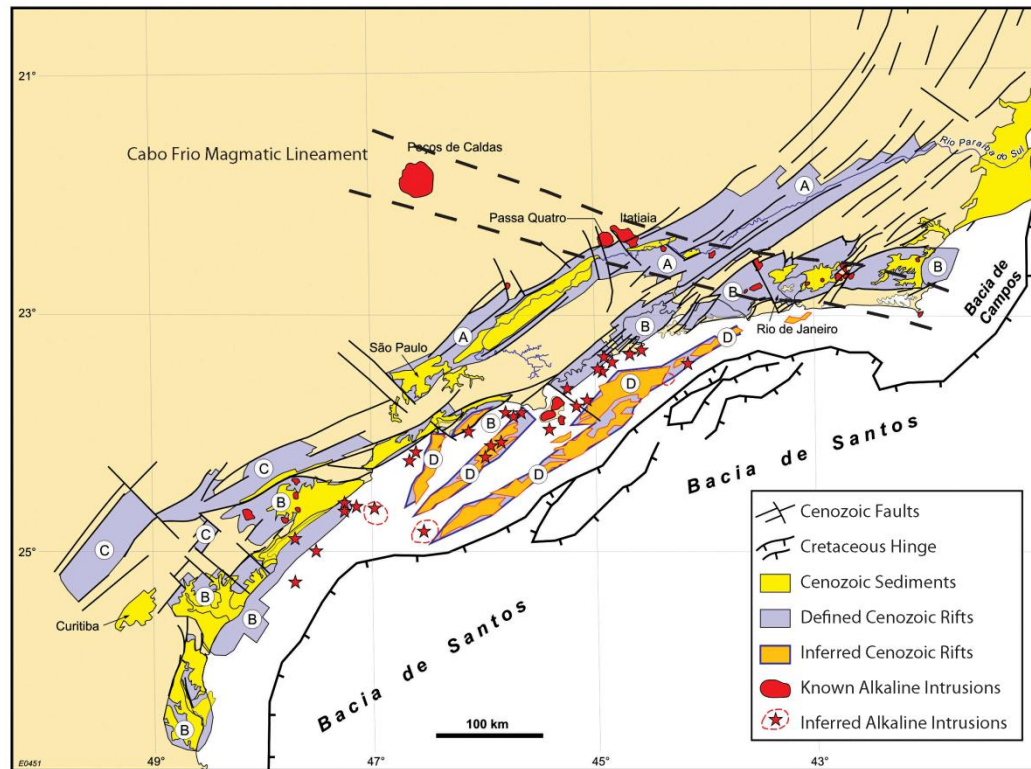 21°
Cabo Frio Magmatic Lineament
Poços de Caldas
Rio Paraíba do Sul
A
Passa Quatro
Itatiaia
A
B
B
Bacia de
Campos
23°
B
Rio de Janeiro
A
D
São Paulo
D
B
D
D
D
C
B
Bacia de Santos
25°
C
C
B
B
Curitiba
Bacia de Santos
B
100 km
Cenozoic Faults
Cretaceous Hinge
Cenozoic Sediments
Defined Cenozoic Rifts
Inferred Cenozoic Rifts
Known Alkaline Intrusions
Inferred Alkaline Intrusions
E0451
49°
47°
45°
43°